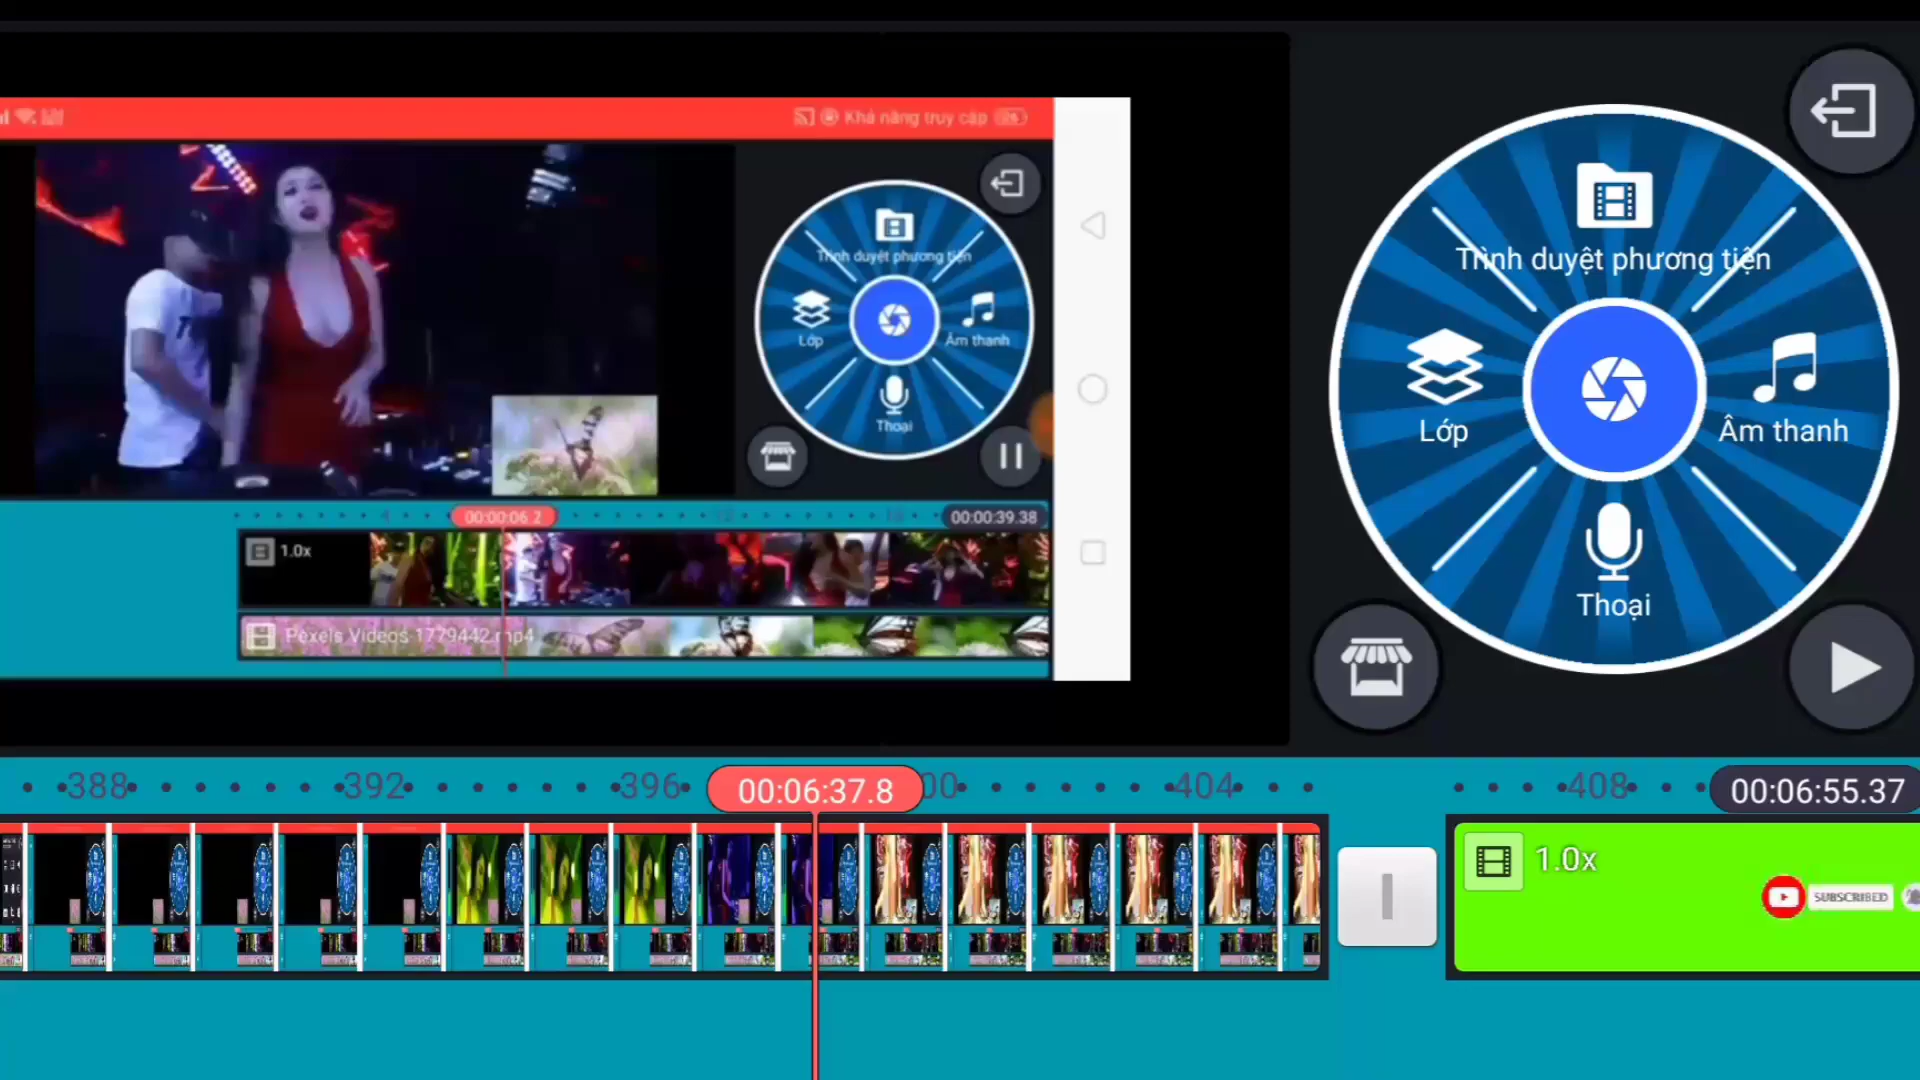 Khả năng truy cập
Trình duyệt phương tiện
Lớp
Âm thanh
Thoại
00:00:06.2
00:00:39.38
1.0x
Pexels Videos 1779442.mp4
Trình duyệt phương tiện
Lớp
Âm thanh
Thoại
388
392
396
00:06:37.8
00
404
408
00:06:55.37
1.0x
SUBSCRIBED